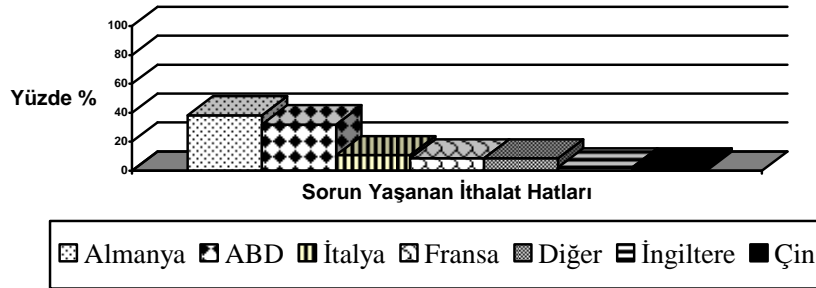 100
80
60
Yüzde %
40
20
0
Sorun Yaşanan İthalat Hatları
Almanya ABD İtalya Fransa Diğer İngiltere Çin